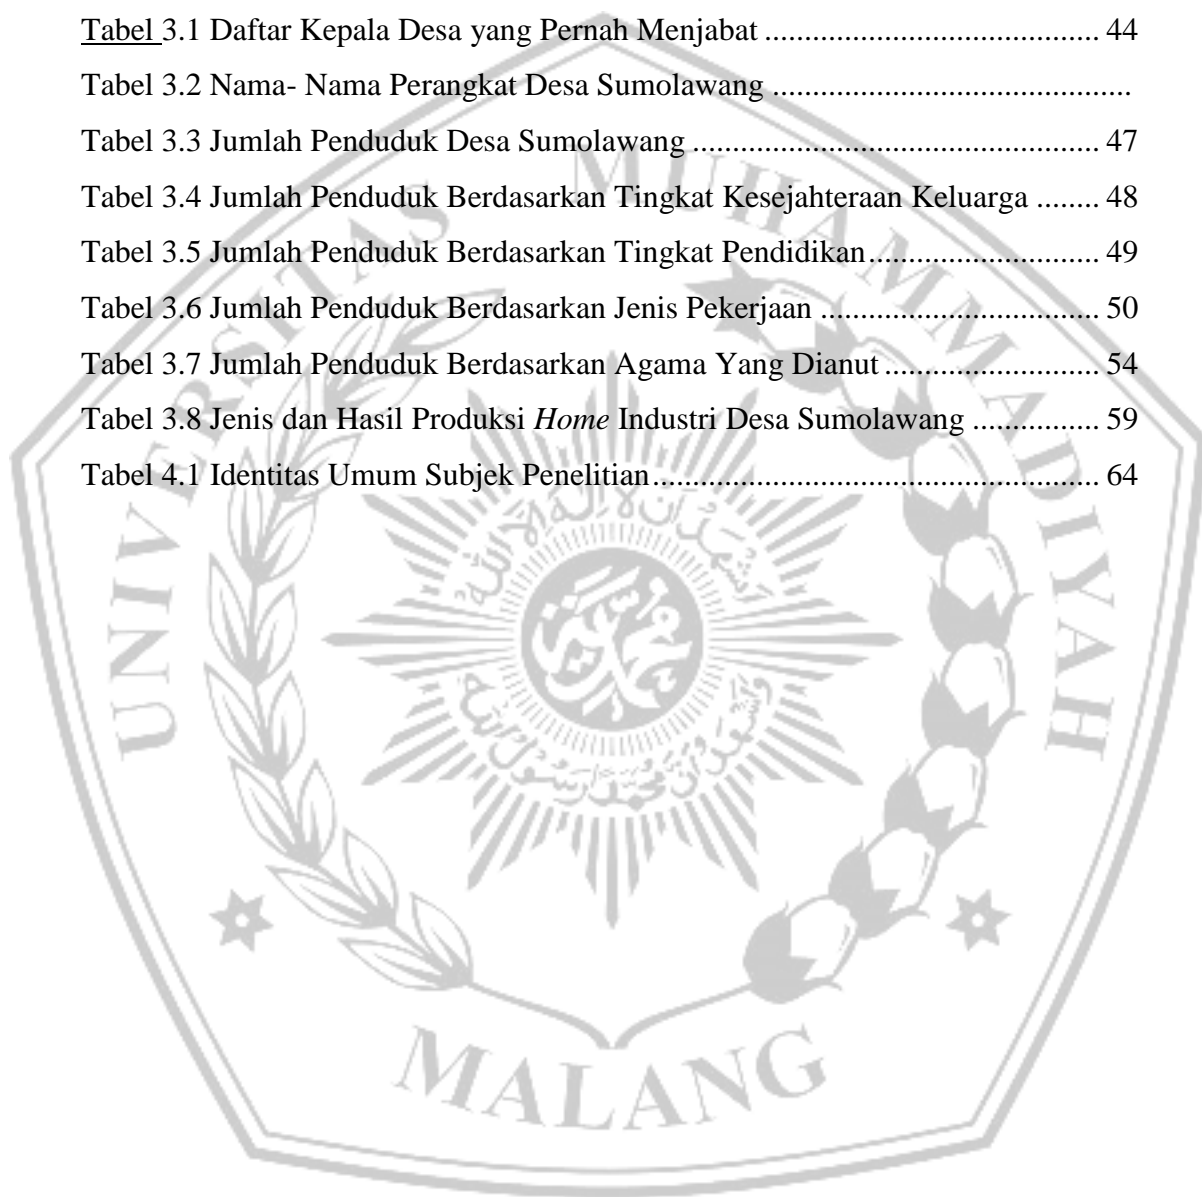 Tabel 3.1 Daftar Kepala Desa yang Pernah Menjabat .......................................... 44
Tabel 3.2 Nama- Nama Perangkat Desa Sumolawang .............................................
Tabel 3.3 Jumlah Penduduk Desa Sumolawang ................................................... 47
Tabel 3.4 Jumlah Penduduk Berdasarkan Tingkat Kesejahteraan Keluarga ........ 48
Tabel 3.5 Jumlah Penduduk Berdasarkan Tingkat Pendidikan............................. 49
Tabel 3.6 Jumlah Penduduk Berdasarkan Jenis Pekerjaan ................................... 50
Tabel 3.7 Jumlah Penduduk Berdasarkan Agama Yang Dianut ........................... 54
Tabel 3.8 Jenis dan Hasil Produksi Home Industri Desa Sumolawang ................ 59
Tabel 4.1 Identitas Umum Subjek Penelitian........................................................ 64
UNIVERSITAS MUHAMMADIYAH
MALANG